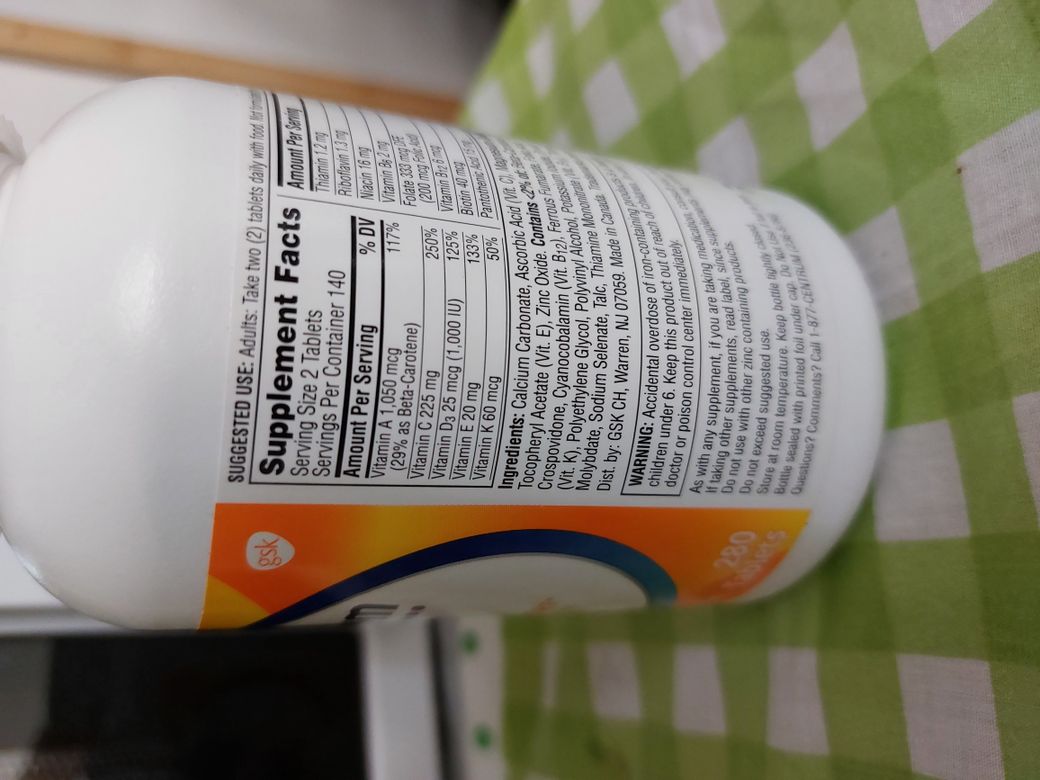 SUGGESTED USE: Adults: Take two (2) tablets daily with food. Not
Supplement Facts
Serving Size 2 Tablets
Servings Per Container 140
Amount Per Serving % DV
Vitamin A 1,050 mcg 117%
(29% as Beta-Carotene)
Vitamin C 225 mg 250%
Vitamin D3 25 mcg (1,000 IU) 125%
Vitamin E 20 mg 133%
Vitamin K 60 mcg 50%
Amount Per Serving
Thiamin 1.2 mg
Riboflavin 1.3 mg
Niacin 16 mg
Vitamin B6 2 mg
Folate 333 mcg DFE
(200 mcg Folic Acid)
Vitamin B12 6 mcg
Biotin 40 mcg
Pantothenic Acid
Ingredients: Calcium Carbonate, Ascorbic Acid (Vit. C),
Tocopheryl Acetate (Vit. E), Zinc Oxide. Contains <2% of:
Crospovidone, Cyanocobalamin (Vit. B12), Ferrous
(Vit. K), Polyethylene Glycol, Polyvinyl Alcohol, Potassium
Molybdate, Sodium Selenate, Talc, Thiamine Mononitrate
Dist. by: GSK CH, Warren, NJ 07059. Made in Canada.
WARNING: Accidental overdose of iron-containing
children under 6. Keep this product out of reach of
doctor or poison control center immediately.
As with any supplement, if you are taking medication,
If taking other supplements, read label, since
Do not use with other zinc containing products.
Do not exceed suggested use.
Store at room temperature. Keep bottle tightly closed.
Bottle sealed with printed foil under cap. Do Not Use
Questions? Comments? Call 1-877-CENTRUM
gsk
280
Tablets